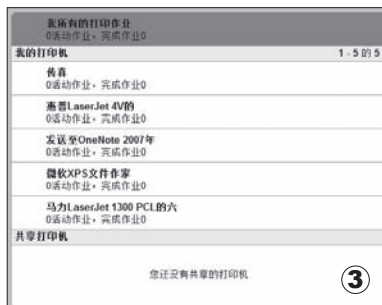 我所有的打印作业
0活动作业，完成作业0
我的打印机 1 - 5 的 5
传真
0活动作业，完成作业0
惠普LaserJet 4V的
0活动作业，完成作业0
发送至OneNote 2007年
0活动作业，完成作业0
微软XPS文件作家
0活动作业，完成作业0
马力LaserJet 1300 PCL的六
0活动作业，完成作业0
共享打印机
您还没有共享的打印机
3